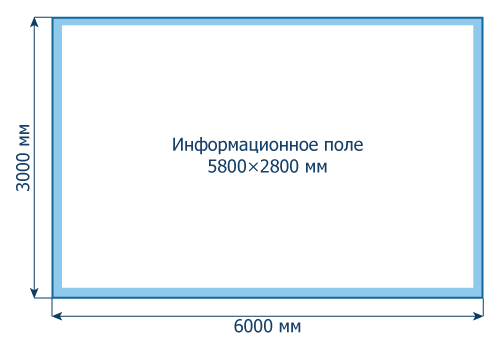 Информационное поле
5800×2800 мм
3000 мм
6000 мм